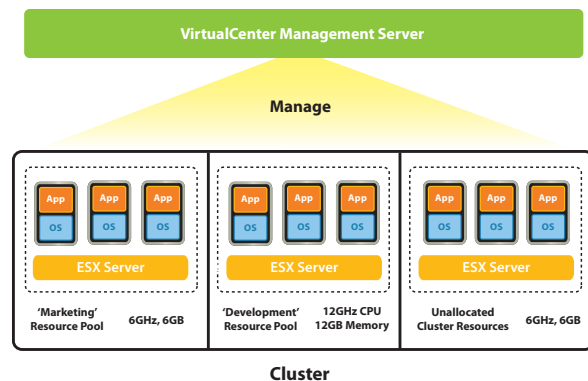 VirtualCenter Management Server
Manage
App App App
OS OS OS
ESX Server
'Marketing'
Resource Pool
6GHz, 6GB
App App App
OS OS OS
ESX Server
'Development'
Resource Pool
12GHz CPU
12GB Memory
App App App
OS OS OS
ESX Server
Unallocated
Cluster Resources
6GHz, 6GB
Cluster